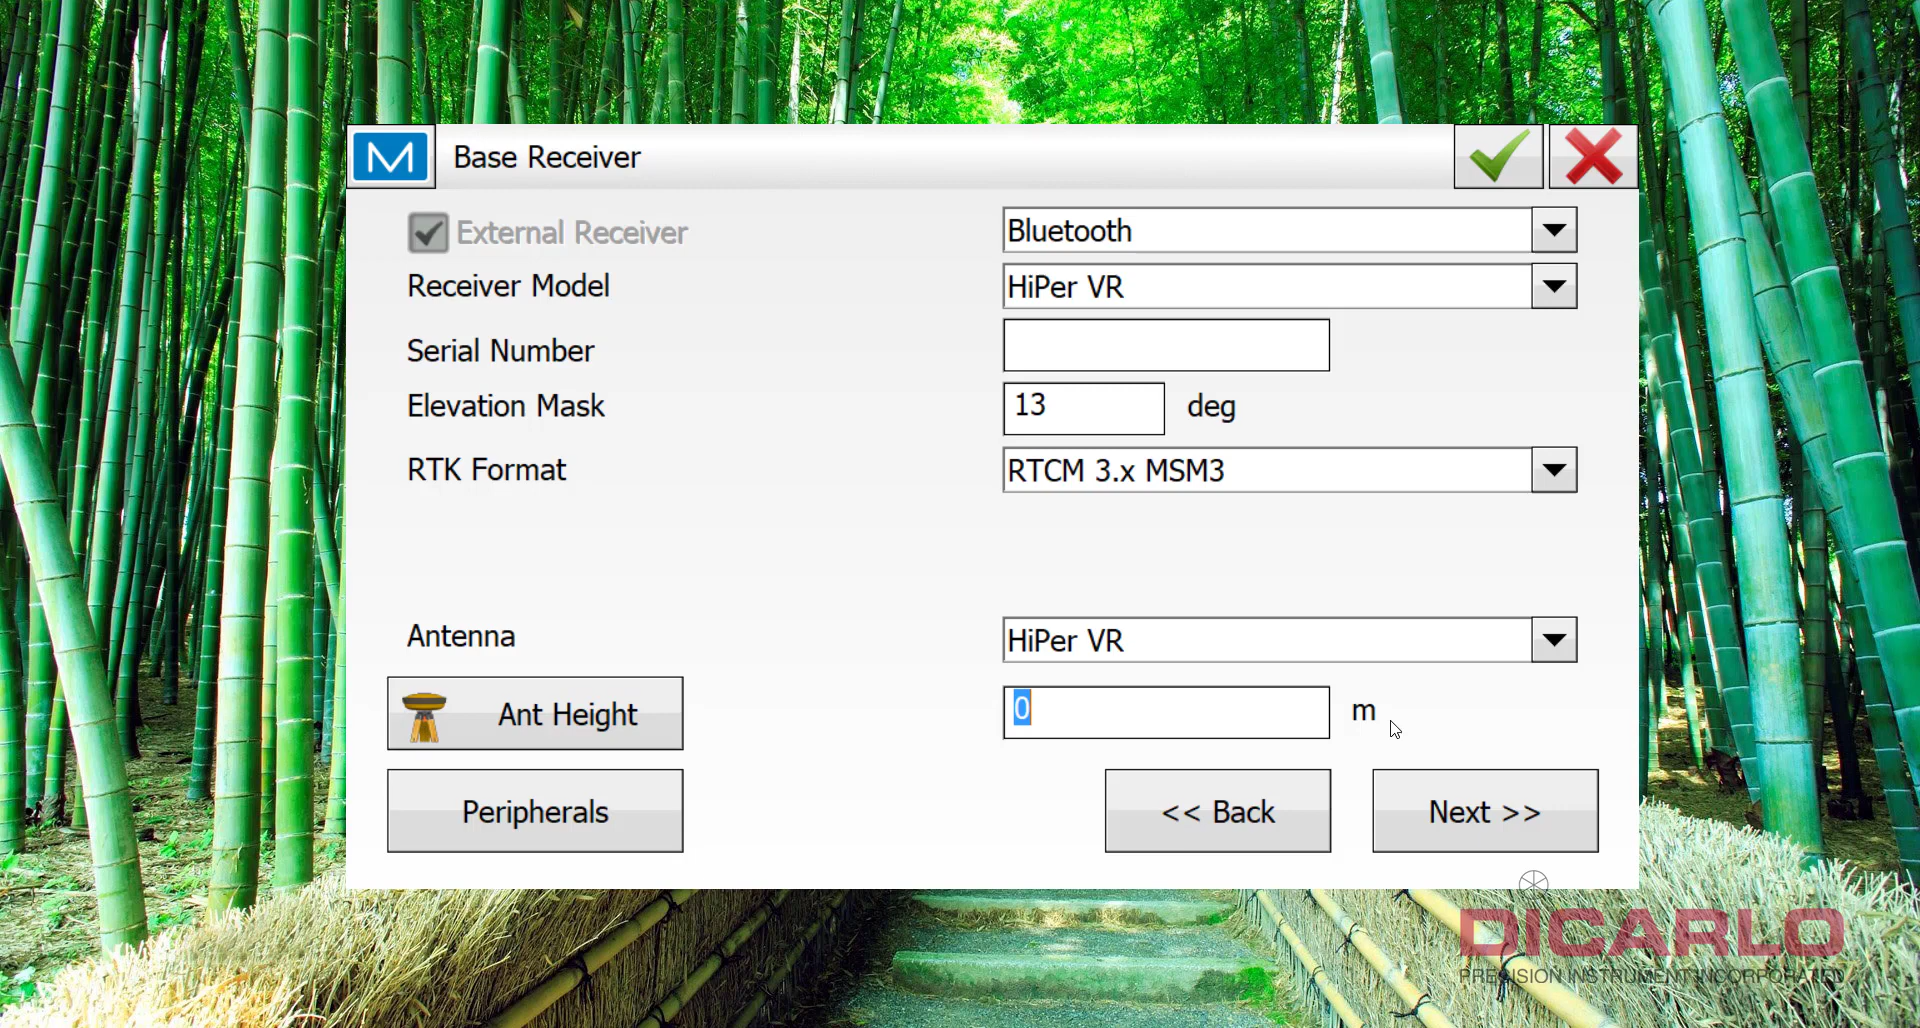 M Base Receiver
External Receiver Bluetooth
Receiver Model HiPer VR
Serial Number
Elevation Mask 13 deg
RTK Format RTCM 3.x MSM3
Antenna HiPer VR
Ant Height 0 m
Peripherals << Back Next >>
DICARLO
PRECISION INSTRUMENT INCORPORATED